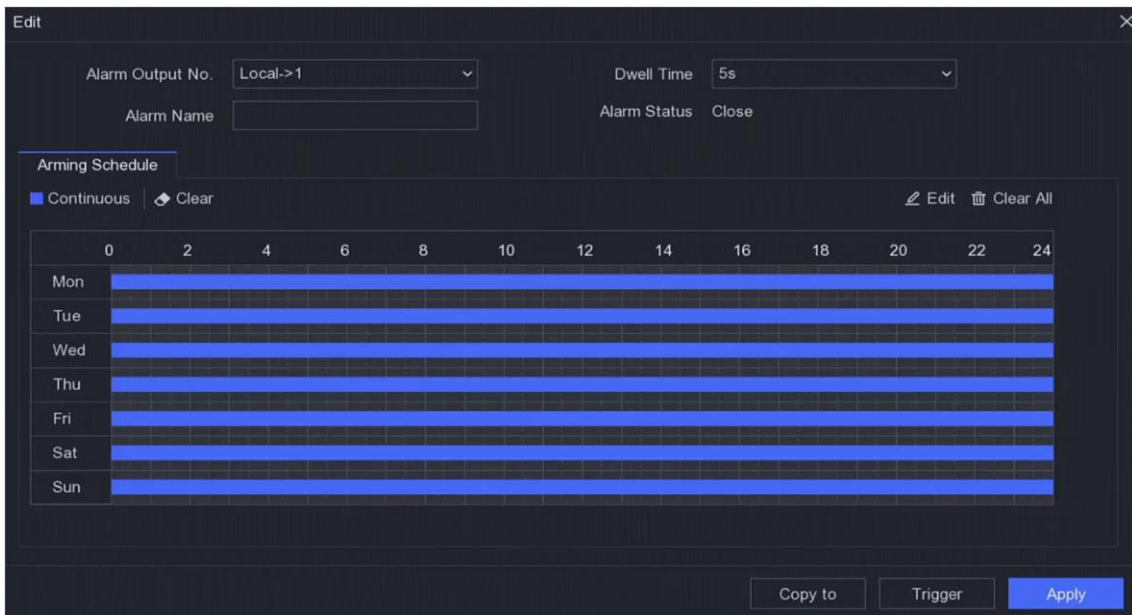 Edit
Alarm Output No. Local->1 Dwell Time 5s
Alarm Name Alarm Status Close
Arming Schedule
Continuous Clear Edit Clear All
0 2 4 6 8 10 12 14 16 18 20 22 24
Mon
Tue
Wed
Thu
Fri
Sat
Sun
Copy to Trigger Apply